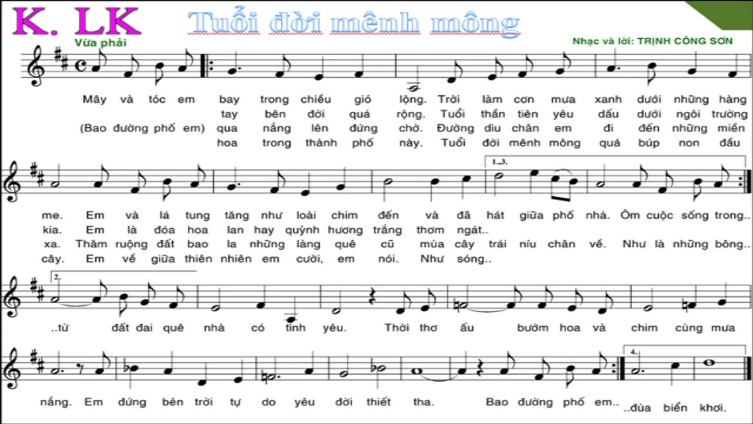 K. LK
Tuổi đời mênh mông
Vừa phải
Nhạc và lời: TRỊNH CÔNG SƠN
Mây và tóc em bay trong chiều gió lộng. Trời làm cơn mưa xanh dưới những hàng
tay bên đời quá rộng. Tuổi thần tiên yêu dấu dưới ngôi trường
(Bao đường phố em) qua nắng lên đứng chờ. Đường dìu chân em đi đến những miền
hoa trong thành phố này. Tuổi đời mênh mông quá búp non đầu
1..3.
me. Em và lá tung tăng như loài chim đến và đã hát giữa phố nhà. Ôm cuộc sống trong..
kia. Em là đóa hoa lan hay quỳnh hương trắng thơm ngát..
xa. Thăm ruộng đất bao la những làng quê cũ mùa cây trái níu chân về. Như là những bông..
cây. Em về giữa thiên nhiên em cười, em nói. Như sóng..
2.
..từ đất đai quê nhà có tình yêu. Thời thơ ấu bướm hoa và chim cùng mưa
4.
nắng. Em đứng bên trời tự do yêu đời thiết tha. Bao đường phố em.. ..đùa biển khơi.